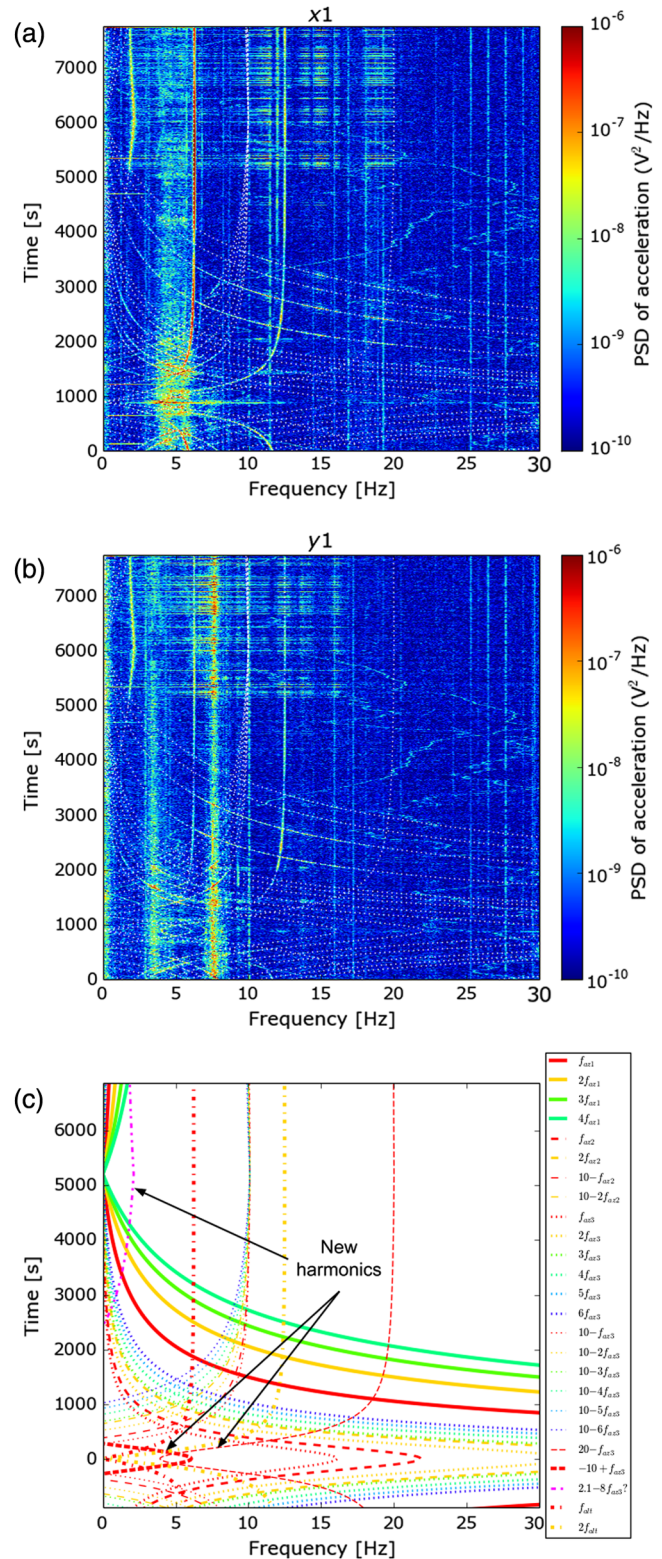 (a)
x1
7000
6000
5000
4000
3000
2000
1000
0
Time [s]
0 5 10 15 20 25 30
Frequency [Hz]
10^-6
10^-7
10^-8
10^-9
10^-10
PSD of acceleration (V^2/Hz)
(b)
y1
7000
6000
5000
4000
3000
2000
1000
0
Time [s]
0 5 10 15 20 25 30
Frequency [Hz]
10^-6
10^-7
10^-8
10^-9
10^-10
PSD of acceleration (V^2/Hz)
(c)
6000
5000
4000
3000
2000
1000
0
Time [s]
0 5 10 15 20 25 30
Frequency [Hz]
New
harmonics
f_az1
2f_az1
3f_az1
4f_az1
f_az2
2f_az2
10−f_az2
10−2f_az2
f_az3
2f_az3
3f_az3
4f_az3
5f_az3
6f_az3
10−f_az3
10−2f_az3
10−3f_az3
10−4f_az3
10−5f_az3
10−6f_az3
20−f_az3
−10+f_az3
2.1−8f_az3?
f_alt
2f_alt